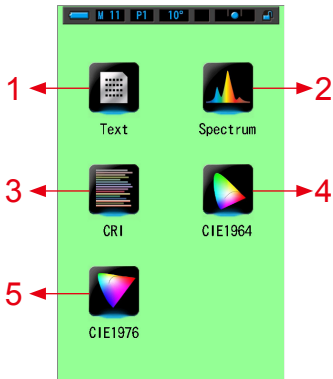 M 11 P1 10°
1 2
Text Spectrum
3 4
CRI CIE1964
5
CIE1976